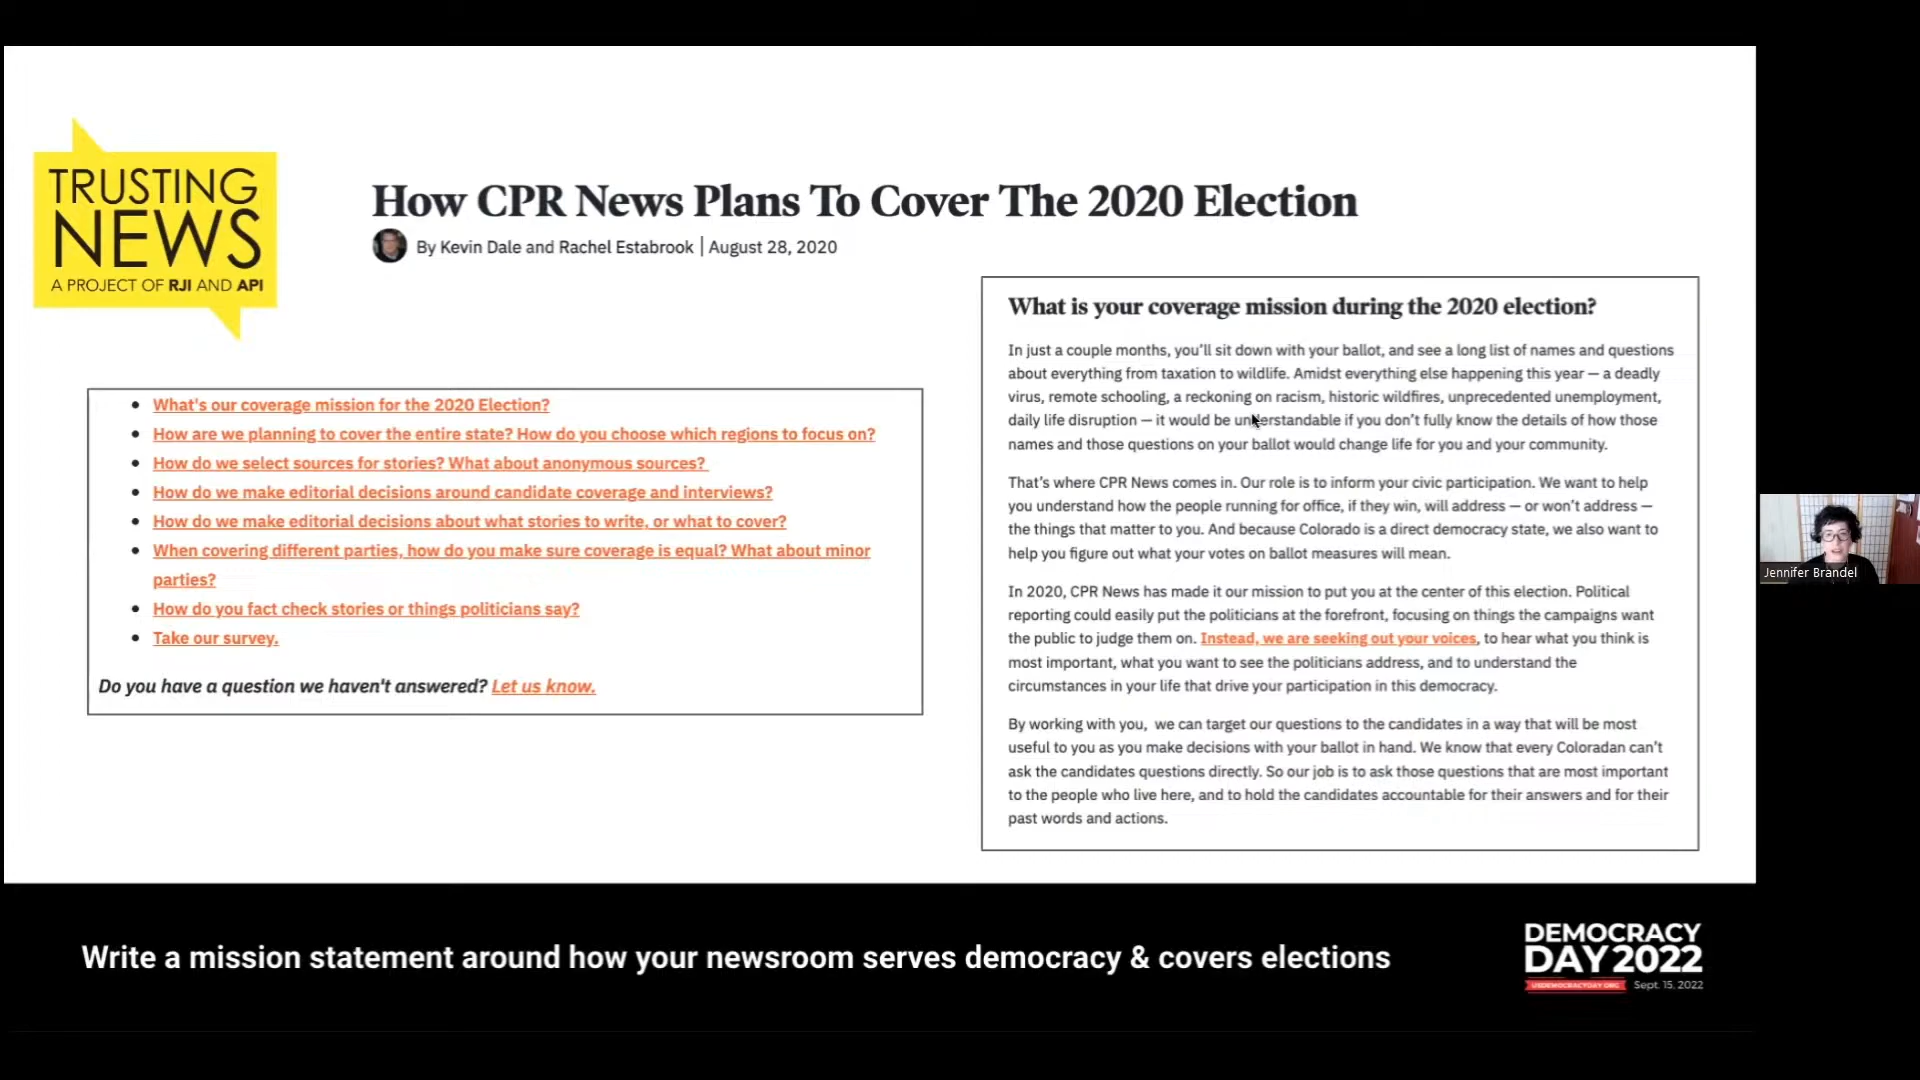 TRUSTING
NEWS
A PROJECT OF RJI AND API
How CPR News Plans To Cover The 2020 Election
By Kevin Dale and Rachel Estabrook | August 28, 2020
What's our coverage mission for the 2020 Election?
How are we planning to cover the entire state? How do you choose which regions to focus on?
How do we select sources for stories? What about anonymous sources?
How do we make editorial decisions around candidate coverage and interviews?
How do we make editorial decisions about what stories to write, or what to cover?
When covering different parties, how do you make sure coverage is equal? What about minor
parties?
How do you fact check stories or things politicians say?
Take our survey.
Do you have a question we haven't answered? Let us know.
What is your coverage mission during the 2020 election?
In just a couple months, you’ll sit down with your ballot, and see a long list of names and questions
about everything from taxation to wildlife. Amidst everything else happening this year — a deadly
virus, remote schooling, a reckoning on racism, historic wildfires, unprecedented unemployment,
daily life disruption — it would be understandable if you don’t fully know the details of how those
names and those questions on your ballot would change life for you and your community.
That’s where CPR News comes in. Our role is to inform your civic participation. We want to help
you understand how the people running for office, if they win, will address — or won’t address —
the things that matter to you. And because Colorado is a direct democracy state, we also want to
help you figure out what your votes on ballot measures will mean.
In 2020, CPR News has made it our mission to put you at the center of this election. Political
reporting could easily put the politicians at the forefront, focusing on things the campaigns want
the public to judge them on. Instead, we are seeking out your voices, to hear what you think is
most important, what you want to see the politicians address, and to understand the
circumstances in your life that drive your participation in this democracy.
By working with you, we can target our questions to the candidates in a way that will be most
useful to you as you make decisions with your ballot in hand. We know that every Coloradan can’t
ask the candidates questions directly. So our job is to ask those questions that are most important
to the people who live here, and to hold the candidates accountable for their answers and for their
past words and actions.
Jennifer Brandel
Write a mission statement around how your newsroom serves democracy & covers elections
DEMOCRACY
DAY 2022
USDEMOCRACYDAY.ORG Sept. 15, 2022